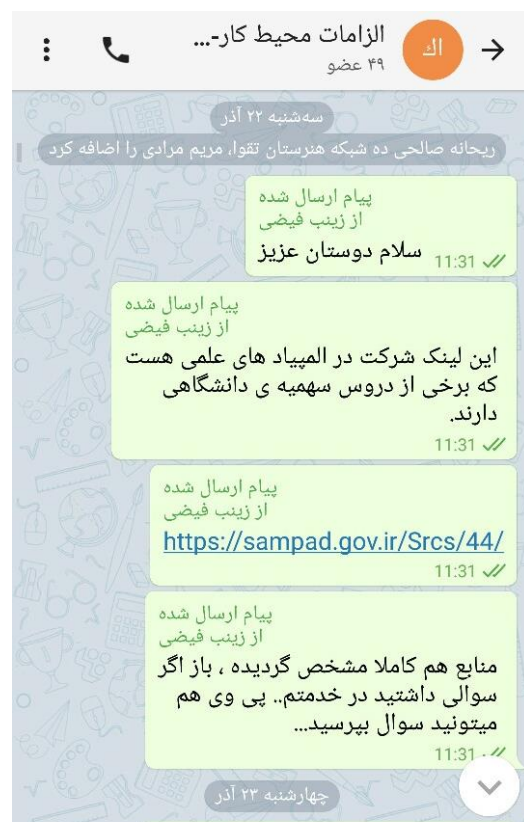 الزامات محیط کار-...
۴۹ عضو
اك
سه‌شنبه ۲۲ آذر
ریحانه صالحی ده شبکه هنرستان تقوا، مریم مرادی را اضافه کرد
پیام ارسال شده
از زینب فیضی
سلام دوستان عزیز
11:31
پیام ارسال شده
از زینب فیضی
این لینک شرکت در المپیاد های علمی هست
که برخی از دروس سهمیه ی دانشگاهی
دارند.
11:31
پیام ارسال شده
از زینب فیضی
https://sampad.gov.ir/Srcs/44/
11:31
پیام ارسال شده
از زینب فیضی
منابع هم کاملا مشخص گردیده ، باز اگر
سوالی داشتید در خدمتم.. پی وی هم
میتونید سوال بپرسید...
11:31
چهارشنبه ۲۳ آذر